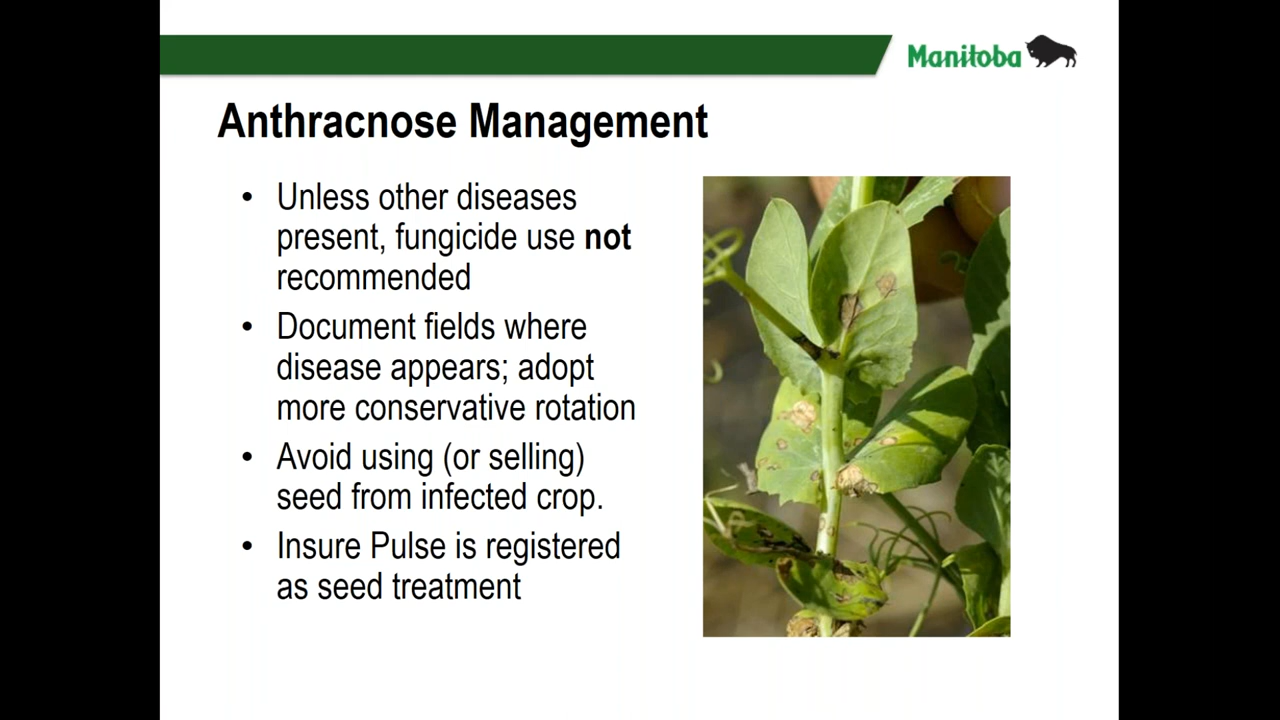 Manitoba
Anthracnose Management
• Unless other diseases
present, fungicide use not
recommended
• Document fields where
disease appears; adopt
more conservative rotation
• Avoid using (or selling)
seed from infected crop.
• Insure Pulse is registered
as seed treatment